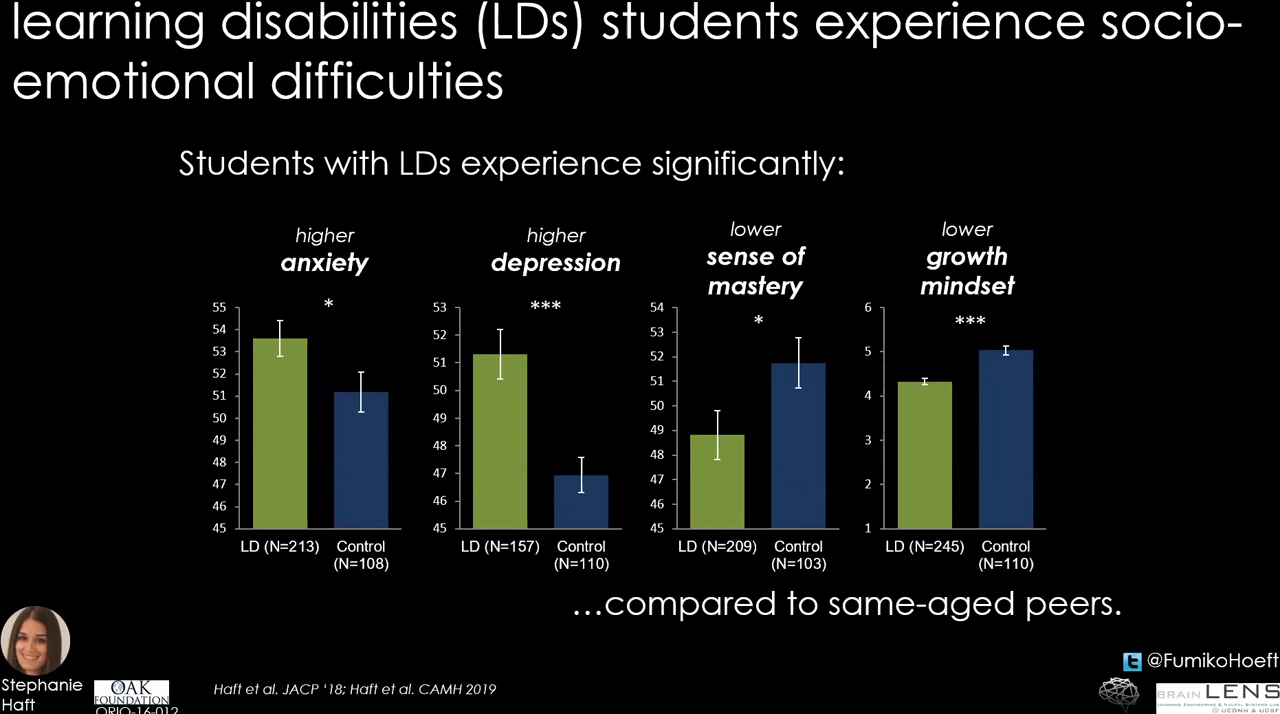 learning disabilities (LDs) students experience socio-
emotional difficulties
Students with LDs experience significantly:
higher
anxiety
*
55
54
53
52
51
50
49
48
47
46
45
LD (N=213)
Control
(N=108)
higher
depression
***
53
52
51
50
49
48
47
46
45
LD (N=157)
Control
(N=110)
lower
sense of
mastery
*
54
53
52
51
50
49
48
47
46
45
LD (N=209)
Control
(N=103)
lower
growth
mindset
***
6
5
4
3
2
1
LD (N=245)
Control
(N=110)
...compared to same-aged peers.
Stephanie
Haft
OAK
FOUNDATION
ORIO-16-012
Haft et al. JACP ‘18; Haft et al. CAMH 2019
@FumikoHoeft
BRAIN LENS
@ UCONN & UCSF